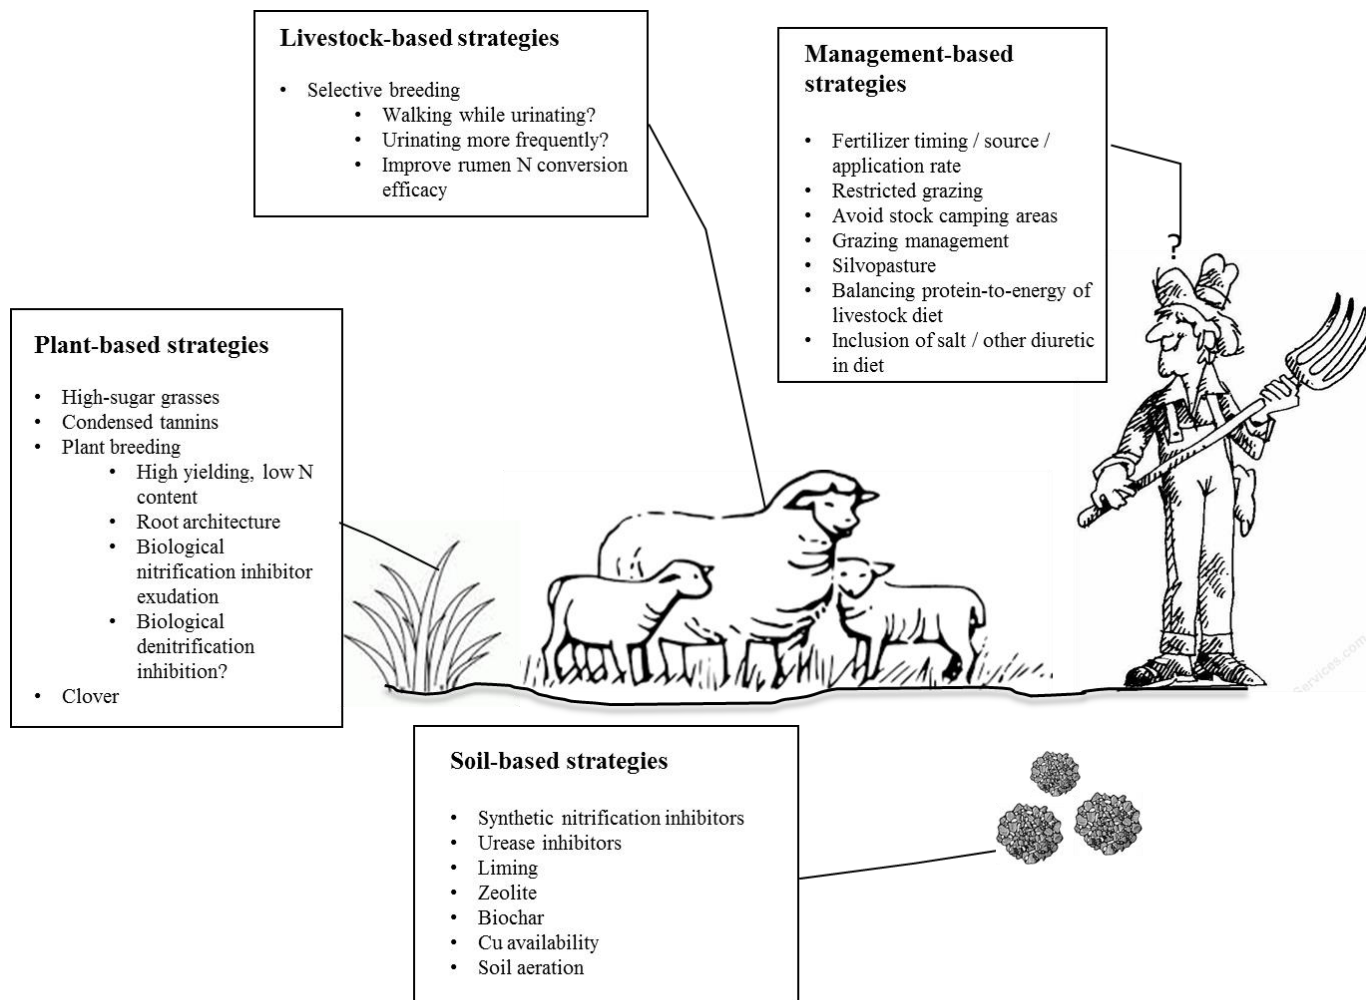 Livestock-based strategies
• Selective breeding
• Walking while urinating?
• Urinating more frequently?
• Improve rumen N conversion
efficacy
Management-based
strategies
• Fertilizer timing / source /
application rate
• Restricted grazing
• Avoid stock camping areas
• Grazing management
• Silvopasture
• Balancing protein-to-energy of
livestock diet
• Inclusion of salt / other diuretic
in diet
?
Plant-based strategies
• High-sugar grasses
• Condensed tannins
• Plant breeding
• High yielding, low N
content
• Root architecture
• Biological
nitrification inhibitor
exudation
• Biological
denitrification
inhibition?
• Clover
Soil-based strategies
• Synthetic nitrification inhibitors
• Urease inhibitors
• Liming
• Zeolite
• Biochar
• Cu availability
• Soil aeration
Services.com